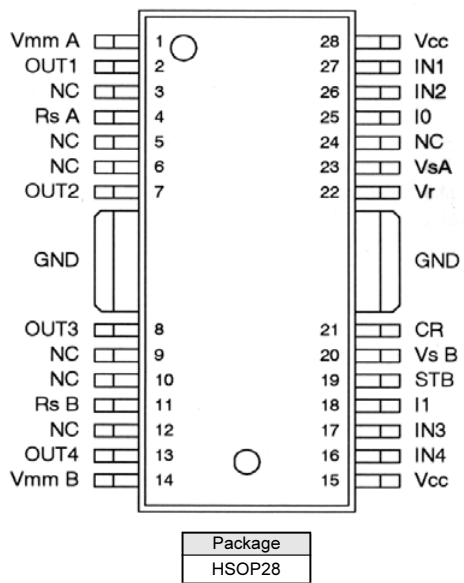 Vmm A 1 28 Vcc
OUT1 2 27 IN1
NC 3 26 IN2
Rs A 4 25 I0
NC 5 24 NC
NC 6 23 VsA
OUT2 7 22 Vr
GND GND
OUT3 8 21 CR
NC 9 20 Vs B
NC 10 19 STB
Rs B 11 18 I1
NC 12 17 IN3
OUT4 13 16 IN4
Vmm B 14 15 Vcc
Package
HSOP28